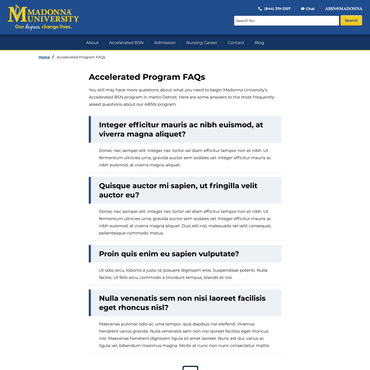 MADONNA
UNIVERSITY
Our degrees change lives.
(844) 319-2107 Chat ABSN@MADONNA
Search for... Search
About Accelerated BSN Admission Nursing Career Contact Blog
Home / Accelerated Program FAQs
Accelerated Program FAQs
You still may have more questions about what you need to begin Madonna University's
Accelerated BSN program in metro Detroit. Here are some answers to the most frequently
asked questions about our ABSN program:
Integer efficitur mauris ac nibh euismod, at
viverra magna aliquet?
Donec nec semper elit. Integer nec tortor vel diam efficitur tempor non et nibh. Ut
fermentum ultricies urna, gravida auctor sem sodales vel. Integer efficitur mauris ac
nibh euismod, at viverra magna aliquet.
Quisque auctor mi sapien, ut fringilla velit
auctor eu?
Donec nec semper elit. Integer nec tortor vel diam efficitur tempor non et nibh. Ut
fermentum ultricies urna, gravida auctor sem sodales vel. Integer efficitur mauris ac
nibh euismod, at viverra magna aliquet. Duis elit nisl, malesuada vel velit consequat,
pellentesque commodo metus.
Proin quis enim eu sapien vulputate?
Ut odio arcu, lobortis a justo id, posuere dignissim eros. Suspendisse potenti. Nulla
facilisi. Ut felis arcu, commodo a tincidunt tempus, blandit et nisi.
Nulla venenatis sem non nisi laoreet facilisis
eget rhoncus nisl?
Maecenas pulvinar odio ac urna tempor, quis dapibus nisl eleifend. Vivamus
hendrerit varius gravida. Nulla venenatis sem non nisi laoreet facilisis eget rhoncus
nisl. Maecenas hendrerit dignissim ligula sit amet laoreet. Nunc est dui, varius ac
ligula vel, bibendum maximus magna. Morbi at nunc non nunc consectetur mattis.